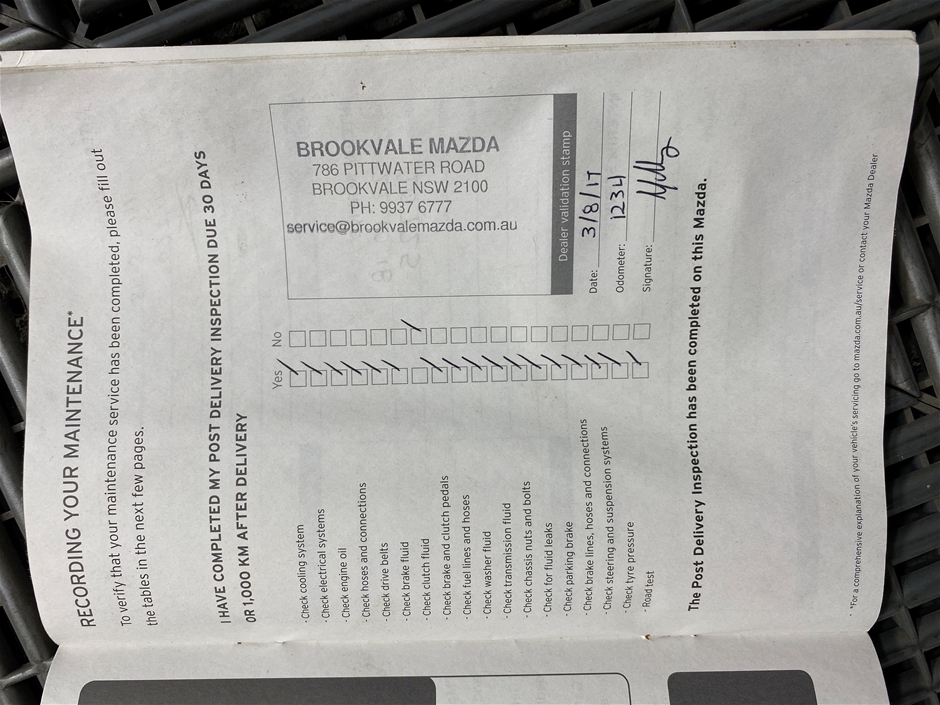 RECORDING YOUR MAINTENANCE*
To verify that your maintenance service has been completed, please fill out
the tables in the next few pages.
I HAVE COMPLETED MY POST DELIVERY INSPECTION DUE 30 DAYS
OR 1,000 KM AFTER DELIVERY
Yes No
- Check cooling system
- Check electrical systems
- Check engine oil
- Check hoses and connections
- Check drive belts
- Check brake fluid
- Check clutch fluid
- Check brake and clutch pedals
- Check fuel lines and hoses
- Check washer fluid
- Check transmission fluid
- Check chassis nuts and bolts
- Check for fluid leaks
- Check parking brake
- Check brake lines, hoses and connections
- Check steering and suspension systems
- Check tyre pressure
- Road test
BROOKVALE MAZDA
786 PITTWATER ROAD
BROOKVALE NSW 2100
PH: 9937 6777
service@brookvalemazda.com.au
Dealer validation stamp
Date: 3/8/17
Odometer: 1234
Signature:
The Post Delivery Inspection has been completed on this Mazda.
*For a comprehensive explanation of your vehicle's servicing go to mazda.com.au/service or contact your Mazda Dealer